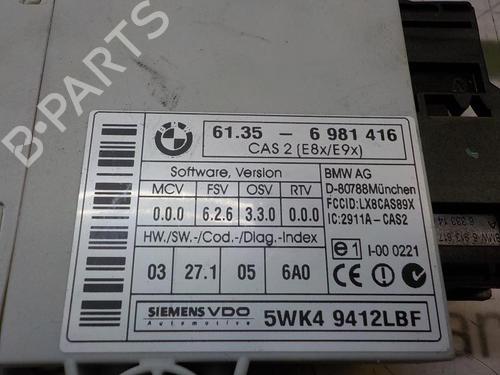 BMW
61.35 - 6 981 416
CAS 2 (E8x/E9x)
Software, Version
MCV FSV OSV RTV
0.0.0 6.2.6 3.3.0 0.0.0
HW./SW.-/Cod.-/Diag.-Index
03 27.1 05 6A0
BMW AG
D-80788München
FCCID:LX8CAS89X
IC:2911A-CAS2
e1 I-00 0221
CE
SIEMENS VDO
Automotive
5WK4 9412LBF